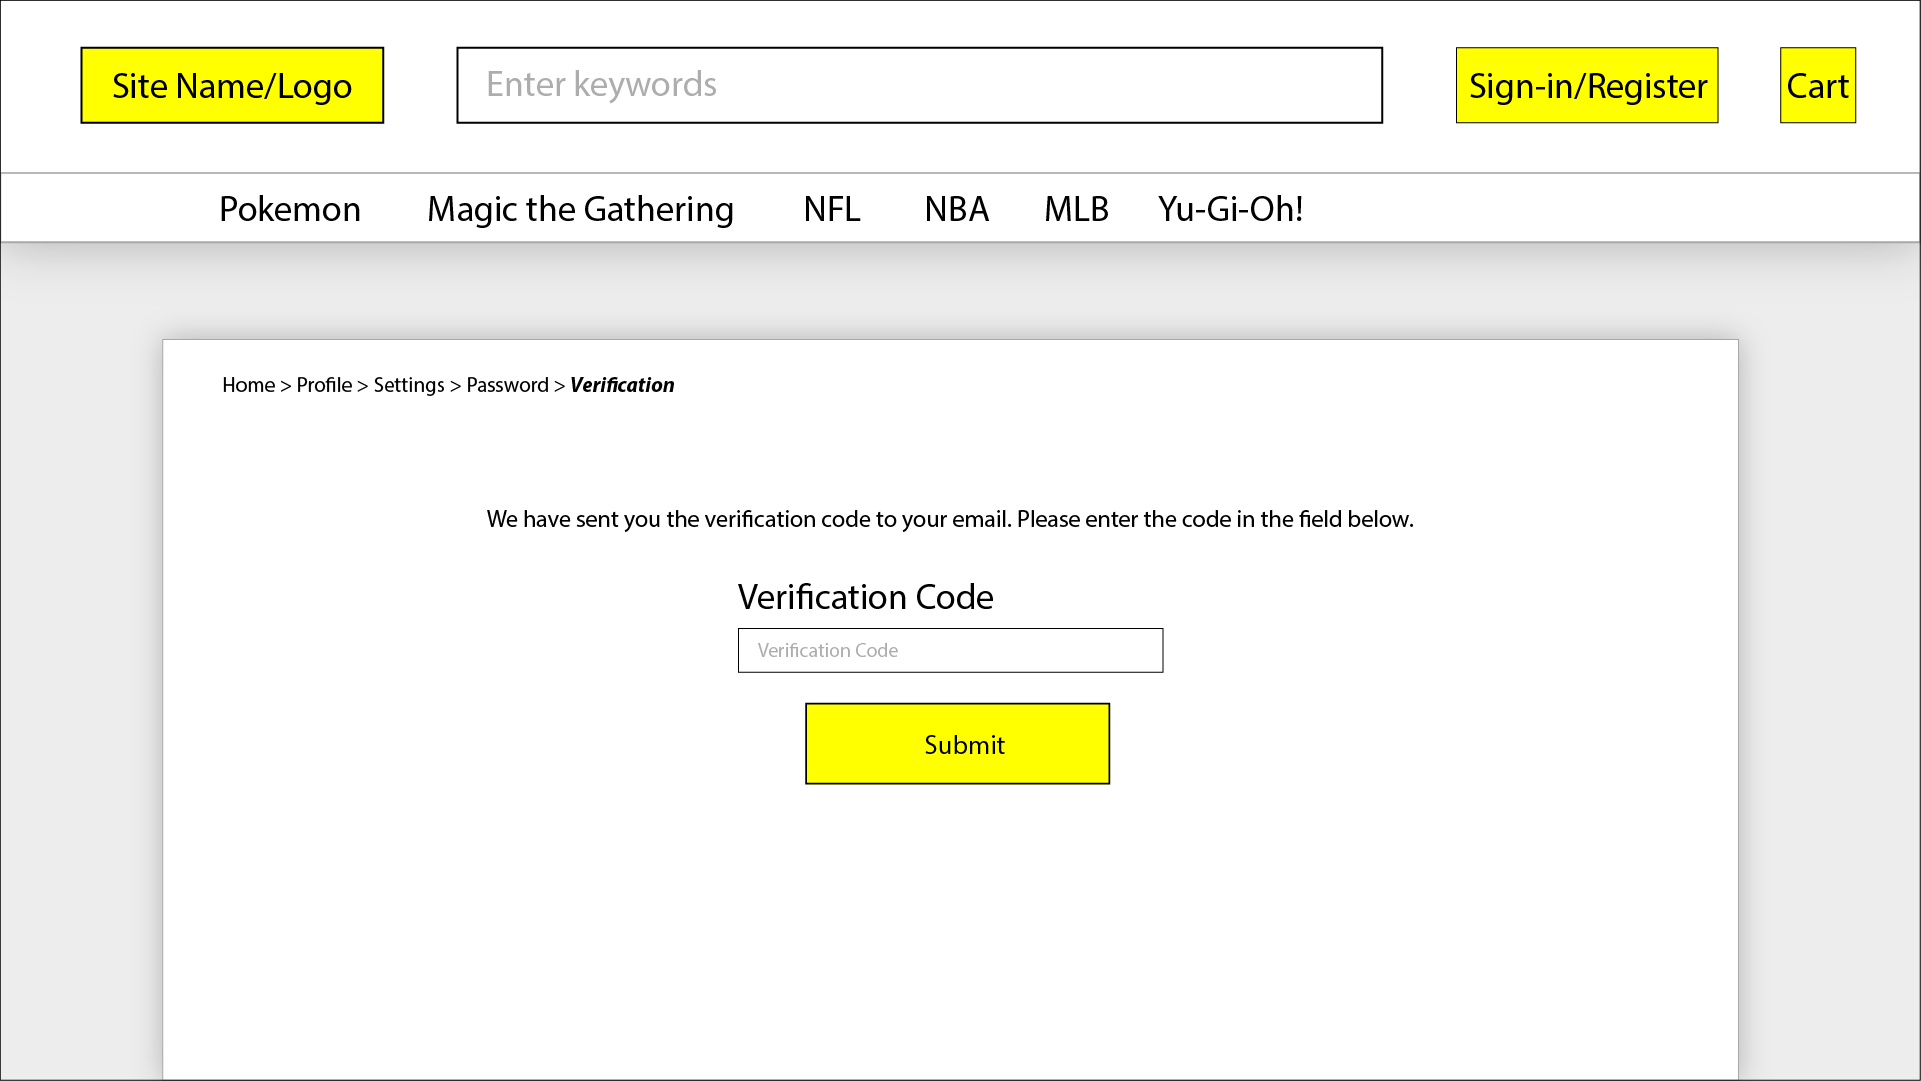 Site Name/Logo
Enter keywords
Sign-in/Register
Cart
Pokemon
Magic the Gathering
NFL
NBA
MLB
Yu-Gi-Oh!
Home > Profile > Settings > Password > Verification
We have sent you the verification code to your email. Please enter the code in the field below.
Verification Code
Verification Code
Submit